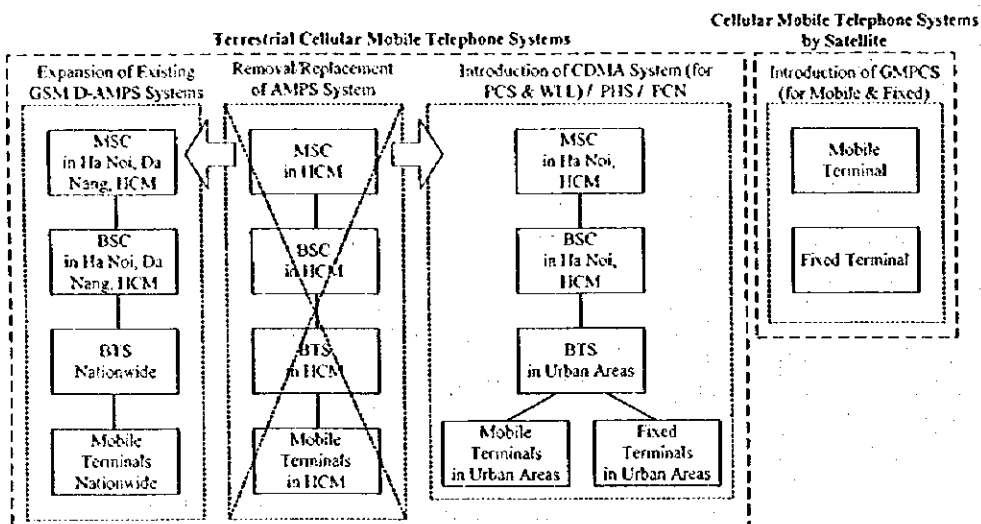 Cellular Mobile Telephone Systems
by Satellite
Terrestrial Cellular Mobile Telephone Systems
Expansion of Existing
GSM D-AMPS Systems
MSC
in Ha Noi, Da
Nang, HCM
BSC
in Ha Noi, Da
Nang, HCM
BTS
Nationwide
Mobile
Terminals
Nationwide
Removal/Replacement
of AMPS System
MSC
in HCM
BSC
in HCM
BTS
in HCM
Mobile
Terminals
in HCM
Introduction of CDMA System (for
PCS & WLL) / PHS / PCN
MSC
in Ha Noi,
HCM
BSC
in Ha Noi,
HCM
BTS
in Urban Areas
Mobile
Terminals
in Urban Areas
Fixed
Terminals
in Urban Areas
Introduction of GMPCS
(for Mobile & Fixed)
Mobile
Terminal
Fixed Terminal